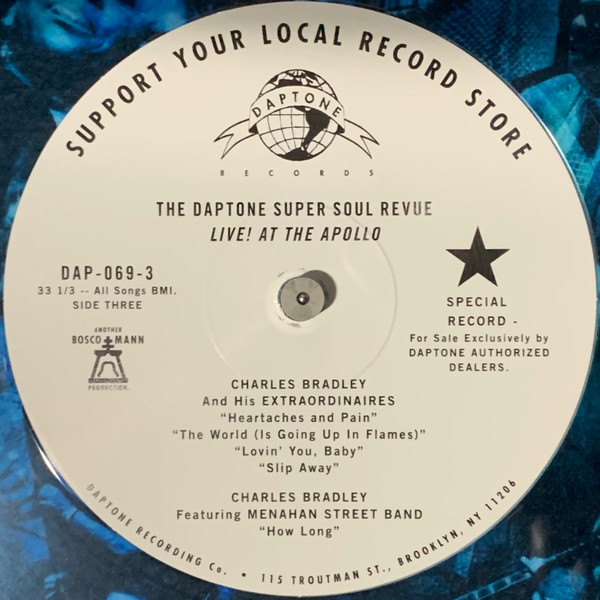 SUPPORT YOUR LOCAL RECORD STORE
DAPTONE
RECORDS
THE DAPTONE SUPER SOUL REVUE
LIVE! AT THE APOLLO
DAP-069-3
33 1/3 -- All Songs BMI.
SIDE THREE
ANOTHER
BOSCO MANN
PRODUCTION.
SPECIAL
RECORD -
For Sale Exclusively by
DAPTONE AUTHORIZED
DEALERS.
CHARLES BRADLEY
And His EXTRAORDINAIRES
“Heartaches and Pain”
“The World (Is Going Up In Flames)”
“Lovin' You, Baby”
“Slip Away”
CHARLES BRADLEY
Featuring MENAHAN STREET BAND
“How Long”
DAPTONE RECORDING Co. • 115 TROUTMAN ST., BROOKLYN, NY 11206